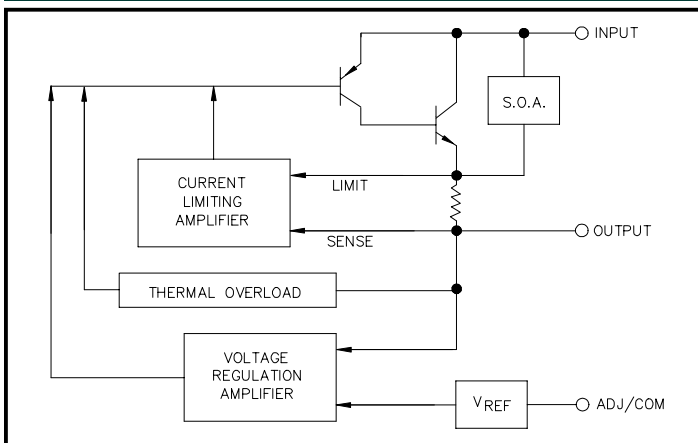 INPUT
S.O.A.
CURRENT
LIMITING
AMPLIFIER
LIMIT
SENSE
OUTPUT
THERMAL OVERLOAD
VOLTAGE
REGULATION
AMPLIFIER
VREF
ADJ/COM